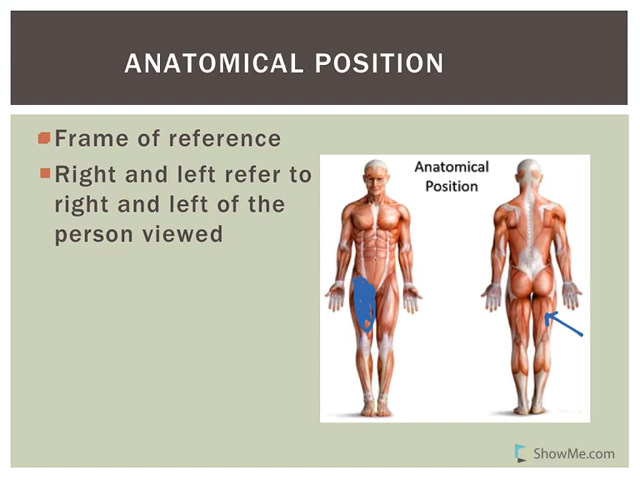 ANATOMICAL POSITION
Frame of reference
Right and left refer to
right and left of the
person viewed
Anatomical
Position
ShowMe.com